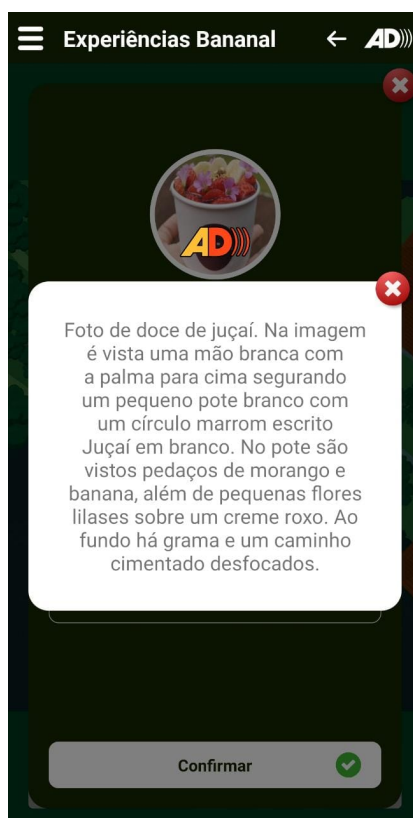 Experiências Bananal
AD
AD
Foto de doce de juçaí. Na imagem
é vista uma mão branca com
a palma para cima segurando
um pequeno pote branco com
um círculo marrom escrito
Juçaí em branco. No pote são
vistos pedaços de morango e
banana, além de pequenas flores
lilases sobre um creme roxo. Ao
fundo há grama e um caminho
cimentado desfocados.
Confirmar